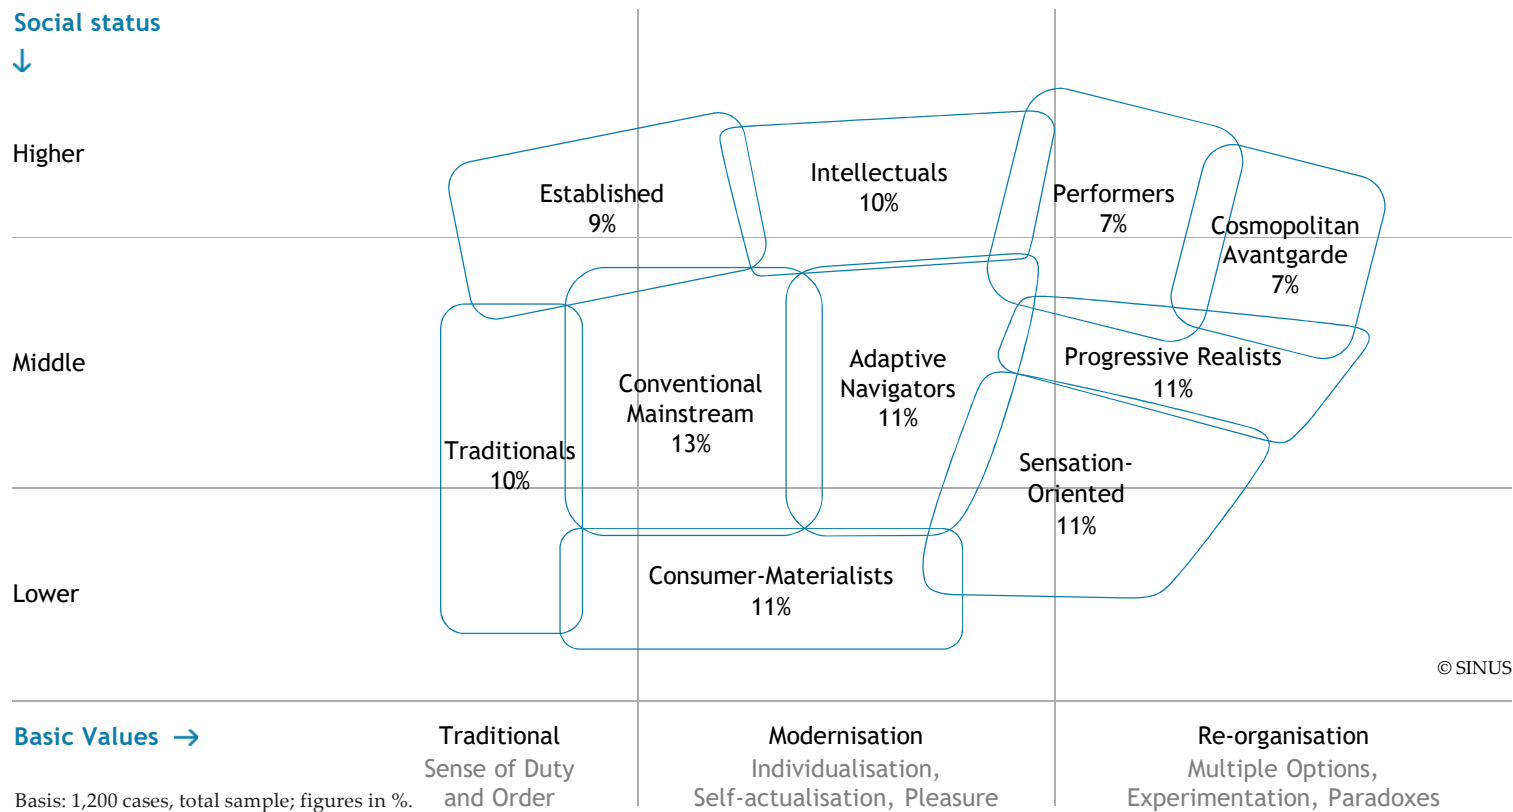 Social status
↓
Higher
Established
9%
Intellectuals
10%
Performers
7%
Cosmopolitan
Avantgarde
7%
Middle
Traditionals
10%
Conventional
Mainstream
13%
Adaptive
Navigators
11%
Progressive Realists
11%
Sensation-
Oriented
11%
Lower
Consumer-Materialists
11%
© SINUS
Basic Values →
Traditional
Sense of Duty
and Order
Modernisation
Individualisation,
Self-actualisation, Pleasure
Re-organisation
Multiple Options,
Experimentation, Paradoxes
Basis: 1,200 cases, total sample; figures in %.